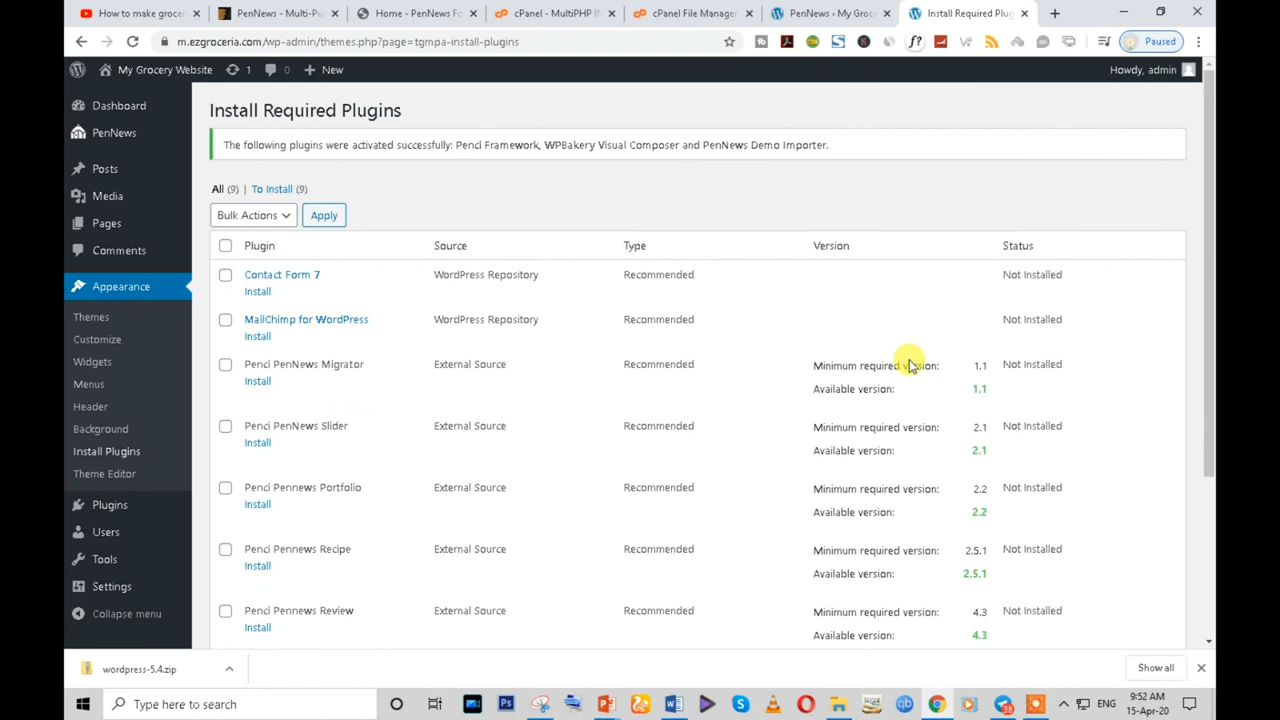 How to make grocer
PenNews - Multi-Pu
Home - PenNews Fo
cPanel - MultiPHP I
cPanel File Manager
PenNews ‹ My Groce
Install Required Plug
m.ezgroceria.com/wp-admin/themes.php?page=tgmpa-install-plugins
Paused
My Grocery Website 1 0 New
Howdy, admin
Dashboard
PenNews
Posts
Media
Pages
Comments
Appearance
Themes
Customize
Widgets
Menus
Header
Background
Install Plugins
Theme Editor
Plugins
Users
Tools
Settings
Collapse menu
Install Required Plugins
The following plugins were activated successfully: Penci Framework, WPBakery Visual Composer and PenNews Demo Importer.
All (9) | To Install (9)
Bulk Actions Apply
Plugin Source Type Version Status
Contact Form 7 WordPress Repository Recommended Not Installed
Install
MailChimp for WordPress WordPress Repository Recommended Not Installed
Install
Penci PenNews Migrator External Source Recommended Minimum required version: 1.1 Not Installed
Install Available version: 1.1
Penci PenNews Slider External Source Recommended Minimum required version: 2.1 Not Installed
Install Available version: 2.1
Penci Pennews Portfolio External Source Recommended Minimum required version: 2.2 Not Installed
Install Available version: 2.2
Penci Pennews Recipe External Source Recommended Minimum required version: 2.5.1 Not Installed
Install Available version: 2.5.1
Penci Pennews Review External Source Recommended Minimum required version: 4.3 Not Installed
Install Available version: 4.3
wordpress-5.4.zip
Show all
Type here to search
ENG
9:52 AM
15-Apr-20